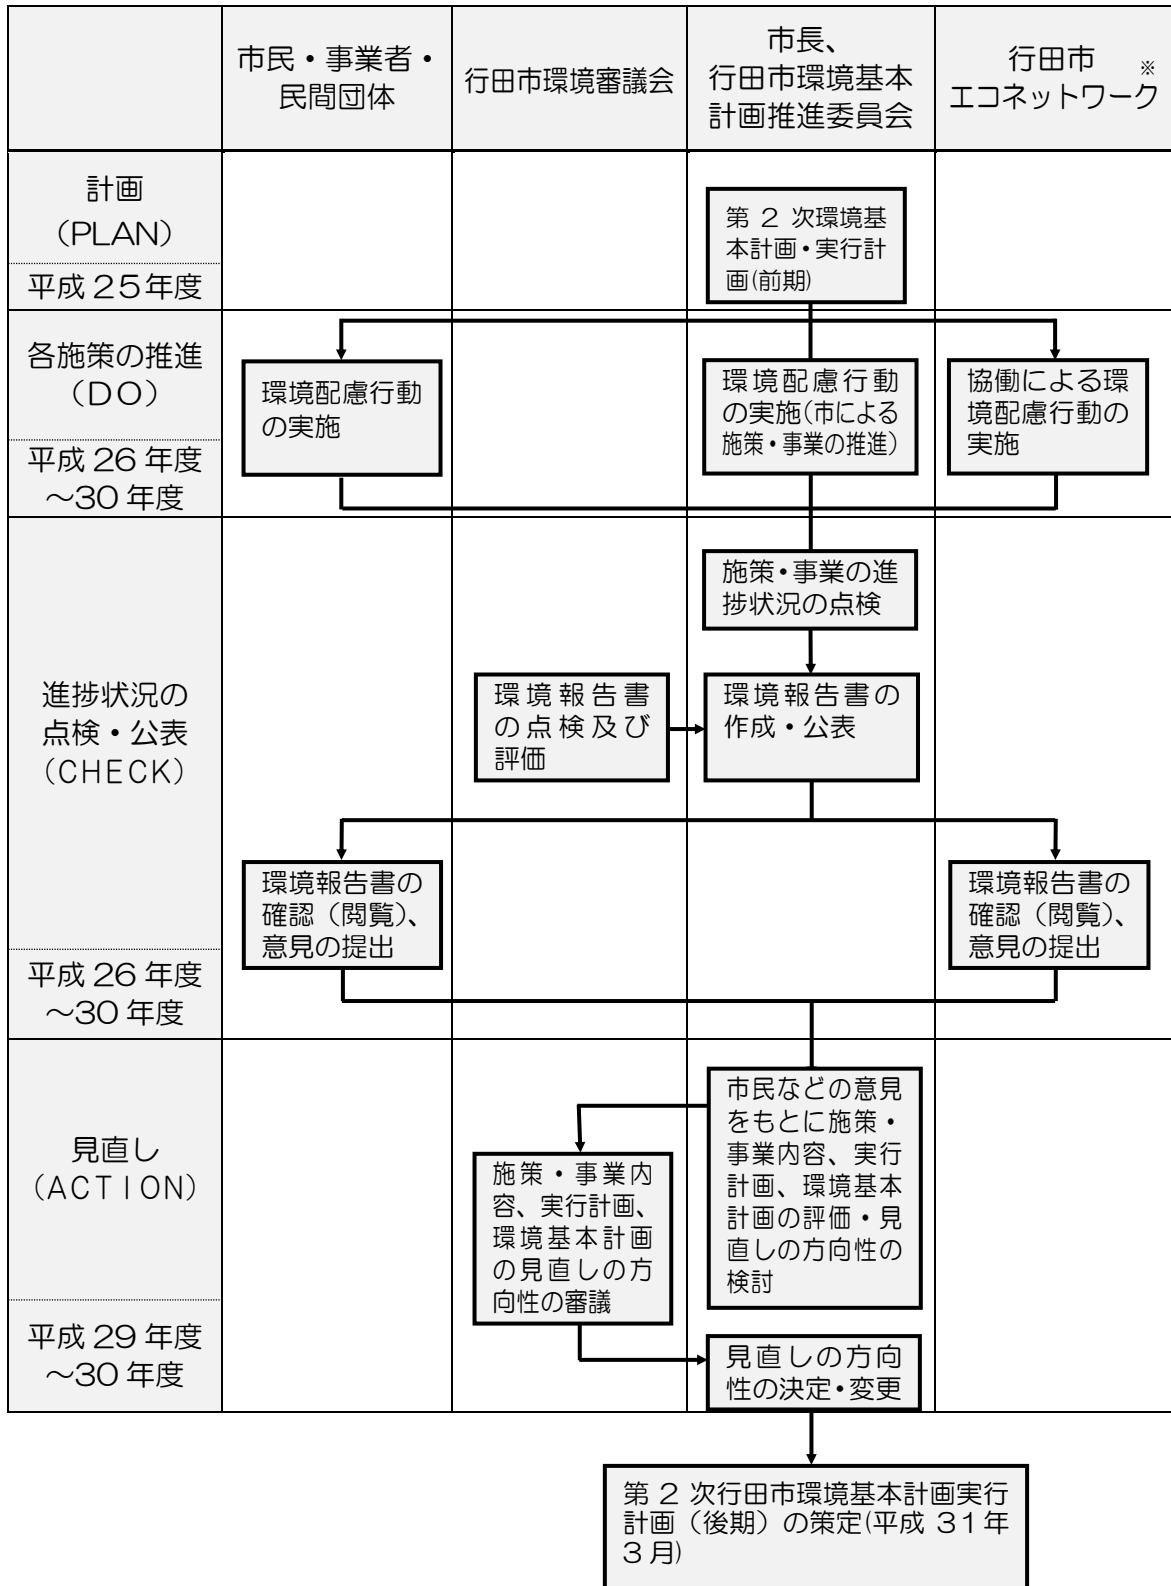 市民・事業者・
民間団体
行田市環境審議会
市長、
行田市環境基本
計画推進委員会
行田市 ※
エコネットワーク
計画
（PLAN）
平成25年度
第 2 次環境基
本計画・実行計
画(前期)
各施策の推進
（DO）
平成 26 年度
～30 年度
環境配慮行動
の実施
環境配慮行動
の実施(市による
施策・事業の推進)
協働による環
境配慮行動の
実施
進捗状況の
点検・公表
（CHECK）
平成 26 年度
～30 年度
施策・事業の進
捗状況の点検
環境報告書
の点検及び
評価
環境報告書の
作成・公表
環境報告書の
確認（閲覧）、
意見の提出
環境報告書の
確認（閲覧）、
意見の提出
見直し
（ACTION）
平成 29 年度
～30 年度
市民などの意見
をもとに施策・
事業内容、実行
計画、環境基本
計画の評価・見
直しの方向性の
検討
施策・事業内
容、実行計画、
環境基本計画
の見直しの方
向性の審議
見直しの方向
性の決定・変更
第 2 次行田市環境基本計画実行
計画（後期）の策定(平成 31年
3月)